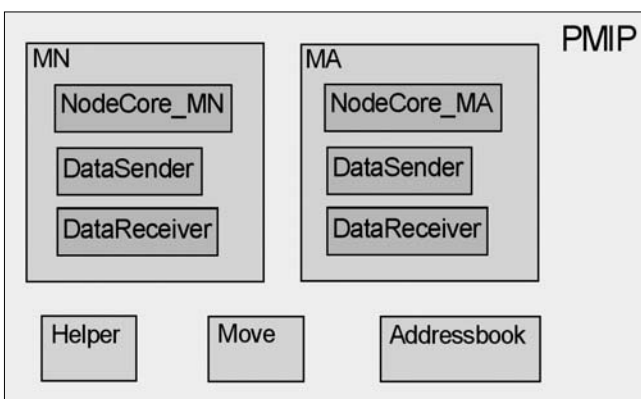 PMIP
MN
NodeCore_MN
DataSender
DataReceiver
MA
NodeCore_MA
DataSender
DataReceiver
Helper
Move
Addressbook